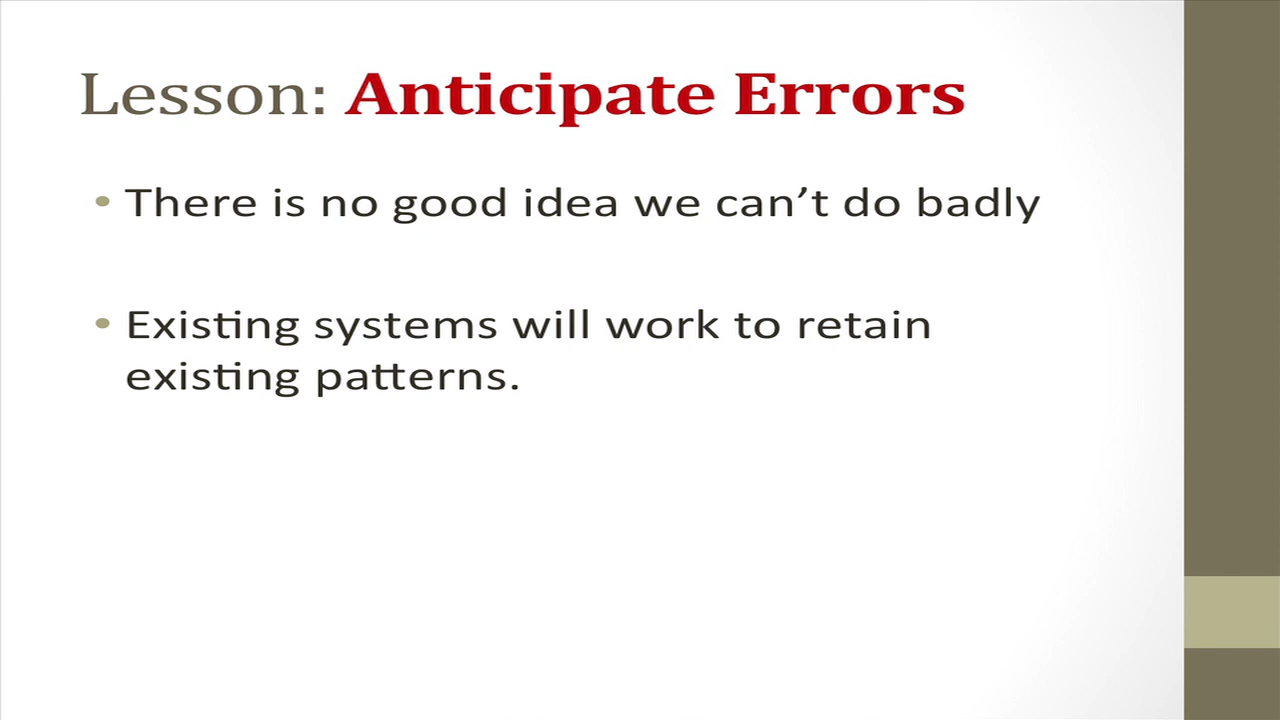 Lesson: Anticipate Errors
• There is no good idea we can’t do badly
• Existing systems will work to retain
existing patterns.